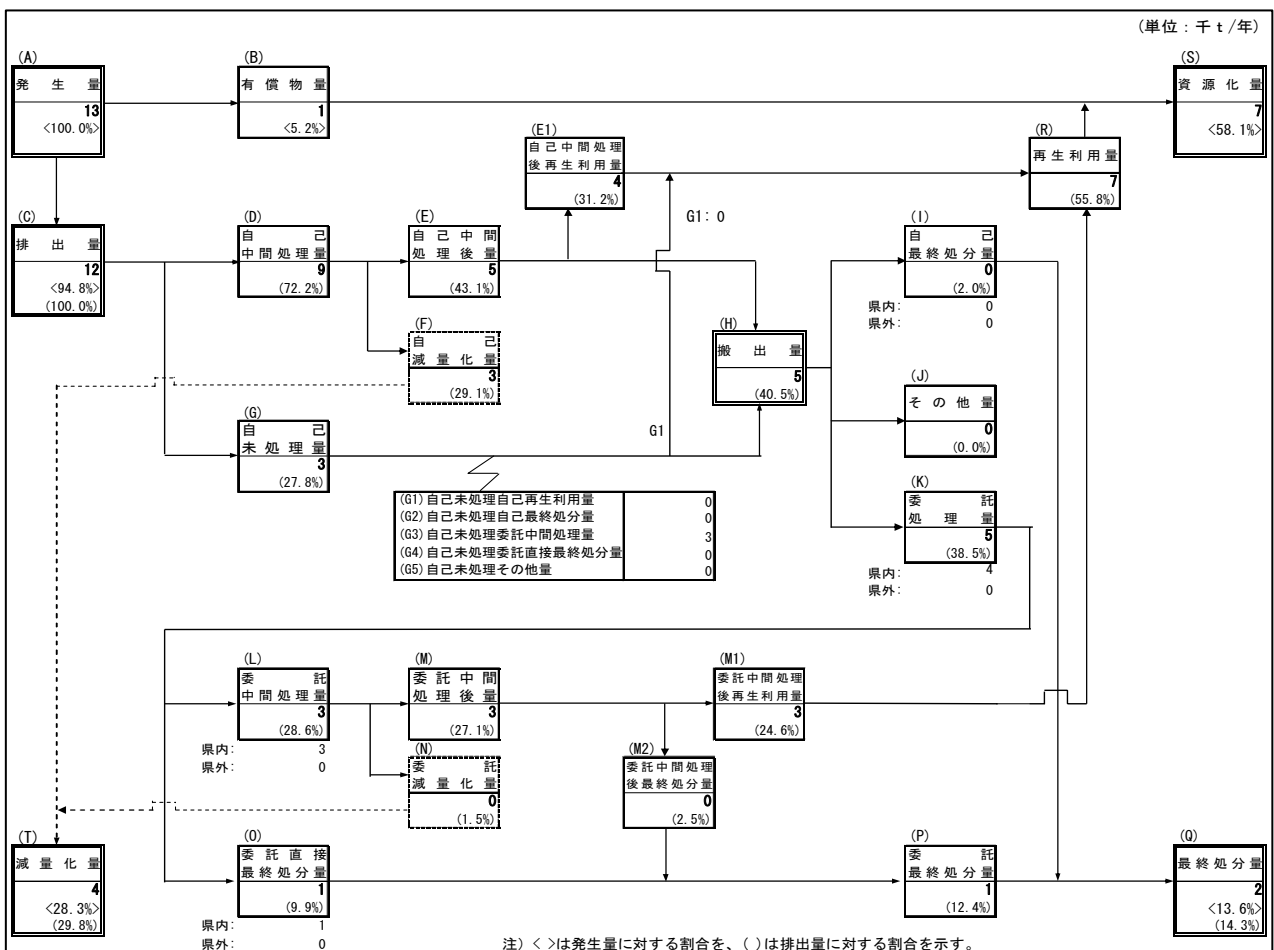 (単位：千ｔ/年)
(A)
発生量
13
<100.0%>
(B)
有償物量
1
<5.2%>
(S)
資源化量
7
<58.1%>
(E1)
自己中間処理
後再生利用量
4
(31.2%)
(R)
再生利用量
7
(55.8%)
G1: 0
(C)
排出量
12
<94.8%>
(100.0%)
(D)
自己
中間処理量
9
(72.2%)
(E)
自己中間
処理後量
5
(43.1%)
(I)
自己
最終処分量
0
(2.0%)
県内: 0
県外: 0
(F)
自己
減量化量
3
(29.1%)
(H)
搬出量
5
(40.5%)
(J)
その他量
0
(0.0%)
(G)
自己
未処理量
3
(27.8%)
G1
(G1)自己未処理自己再生利用量 0
(G2)自己未処理自己最終処分量 0
(G3)自己未処理委託中間処理量 3
(G4)自己未処理委託直接最終処分量 0
(G5)自己未処理その他量 0
(K)
委託
処理量
5
(38.5%)
県内: 4
県外: 0
(L)
委託
中間処理量
3
(28.6%)
県内: 3
県外: 0
(M)
委託中間
処理後量
3
(27.1%)
(M1)
委託中間処理
後再生利用量
3
(24.6%)
(N)
委託
減量化量
0
(1.5%)
(M2)
委託中間処理
後最終処分量
0
(2.5%)
(T)
減量化量
4
<28.3%>
(29.8%)
(O)
委託直接
最終処分量
1
(9.9%)
県内: 1
県外: 0
(P)
委託
最終処分量
1
(12.4%)
(Q)
最終処分量
2
<13.6%>
(14.3%)
注）< >は発生量に対する割合を、( )は排出量に対する割合を示す。